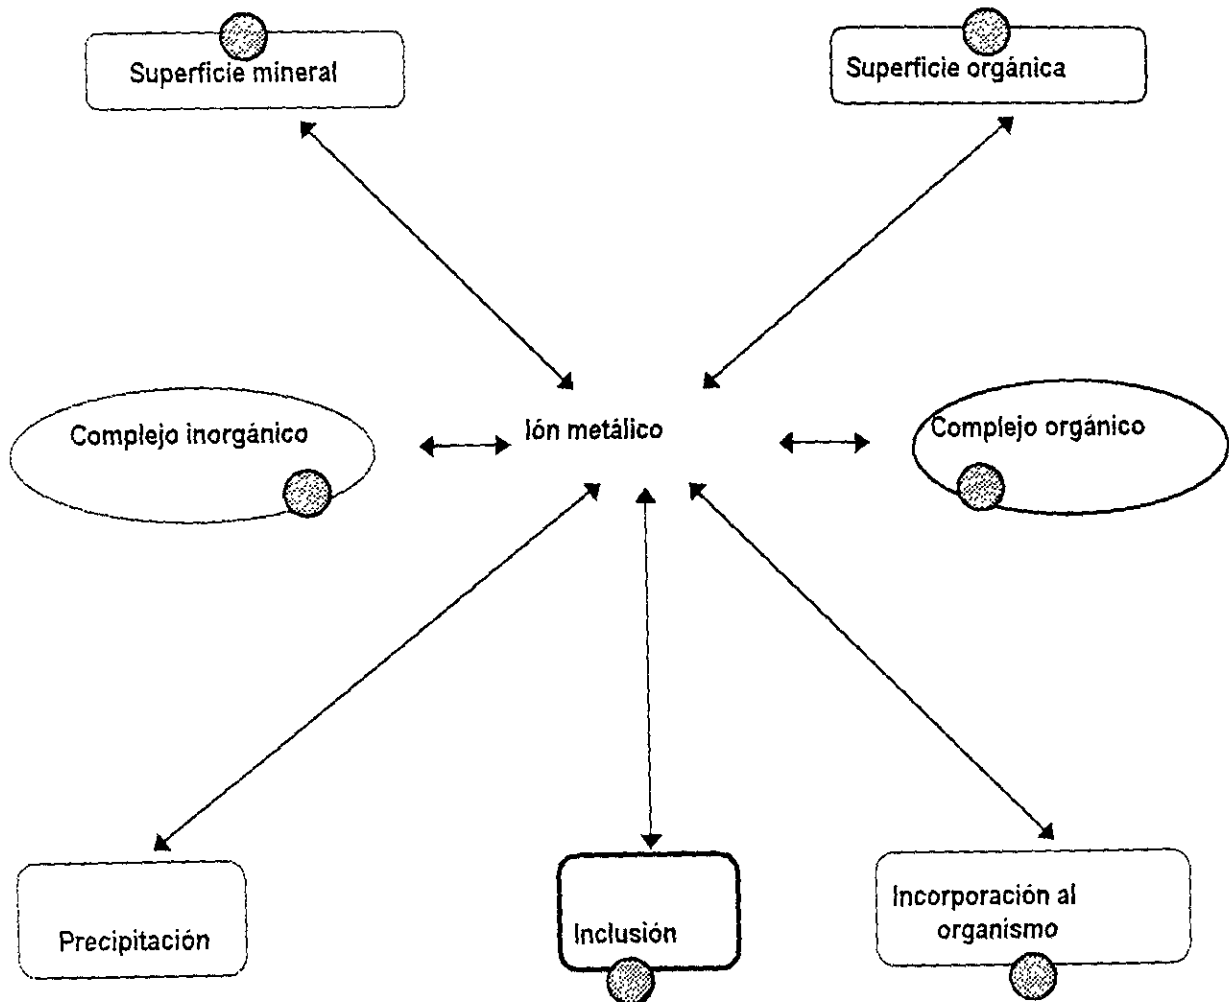 Superficie mineral
Superficie orgánica
Complejo inorgánico
Ión metálico
Complejo orgánico
Precipitación
Inclusión
Incorporación al
organismo